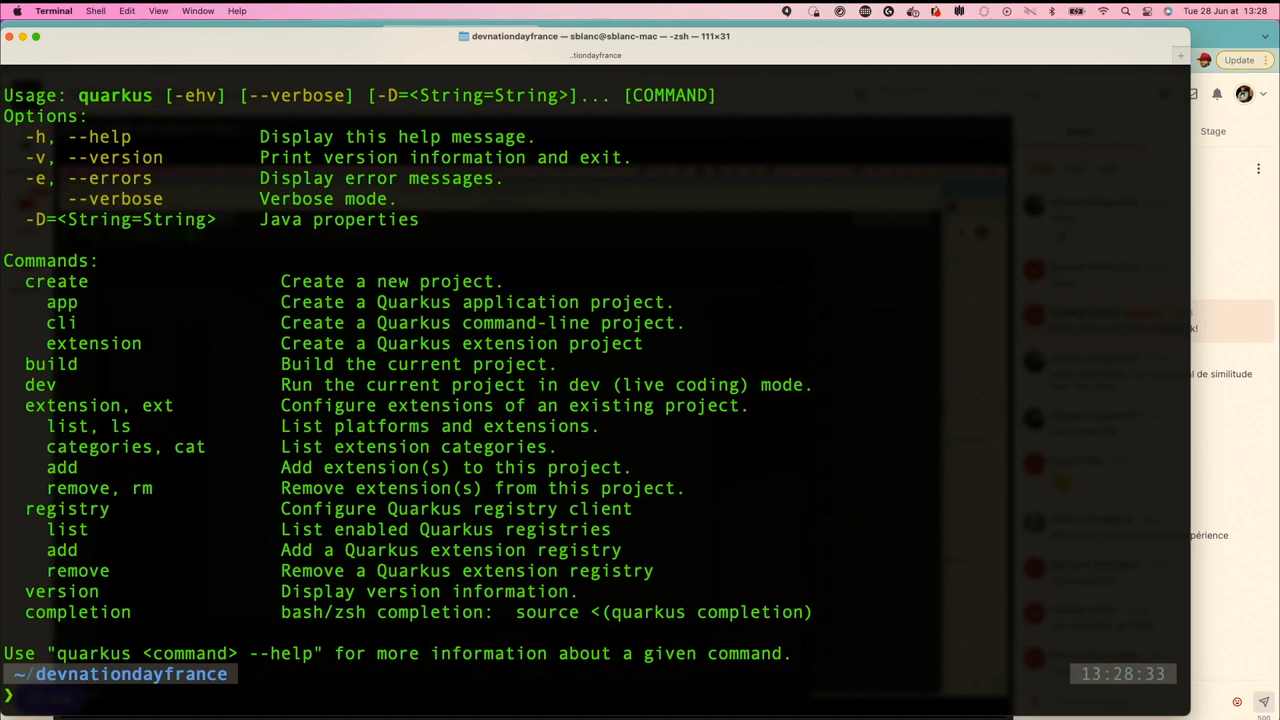 Terminal Shell Edit View Window Help Tue 28 Jun at 13:28
devnationdayfrance — sblanc@sblanc-mac — -zsh — 111×31
..tiondayfrance
+
Update
Usage: quarkus [-ehv] [--verbose] [-D=<String=String>]... [COMMAND]
Options:
-h, --help Display this help message.
-v, --version Print version information and exit.
-e, --errors Display error messages.
--verbose Verbose mode.
-D=<String=String> Java properties
Commands:
create Create a new project.
app Create a Quarkus application project.
cli Create a Quarkus command-line project.
extension Create a Quarkus extension project
build Build the current project.
dev Run the current project in dev (live coding) mode.
extension, ext Configure extensions of an existing project.
list, ls List platforms and extensions.
categories, cat List extension categories.
add Add extension(s) to this project.
remove, rm Remove extension(s) from this project.
registry Configure Quarkus registry client
list List enabled Quarkus registries
add Add a Quarkus extension registry
remove Remove a Quarkus extension registry
version Display version information.
completion bash/zsh completion: source <(quarkus completion)
Use "quarkus <command> --help" for more information about a given command.
~/devnationdayfrance 13:28:33
❯
Stage
k!
al de similitude
périence
500